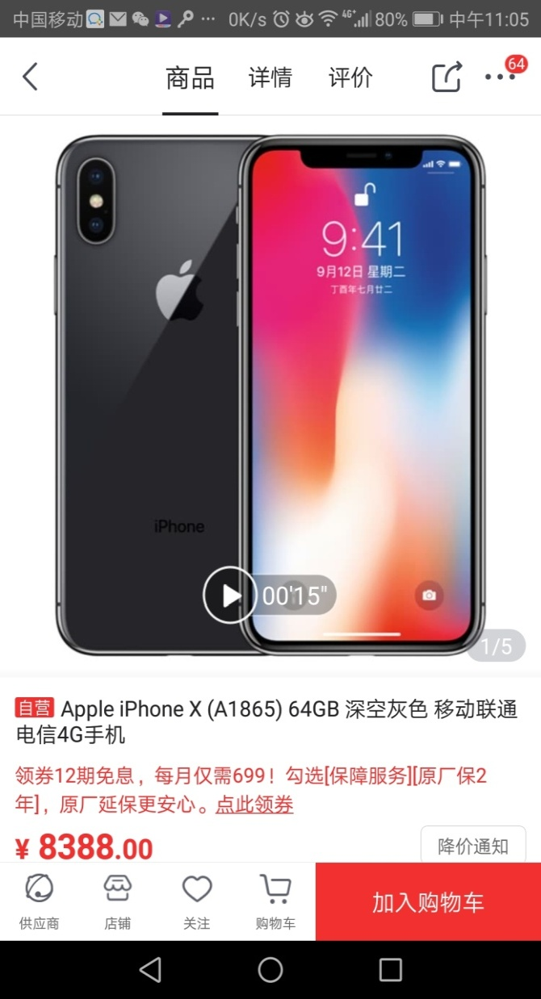 中国移动 ... 0K/s 4G+ 80% 中午11:05
商品 详情 评价 64
9:41
9月12日 星期二
丁酉年七月廿二
iPhone
00'15"
1/5
自营 Apple iPhone X (A1865) 64GB 深空灰色 移动联通
电信4G手机
领券12期免息，每月仅需699！勾选[保障服务][原厂保2
年]，原厂延保更安心。点此领券
¥ 8388.00 降价通知
供应商 店铺 关注 购物车 加入购物车